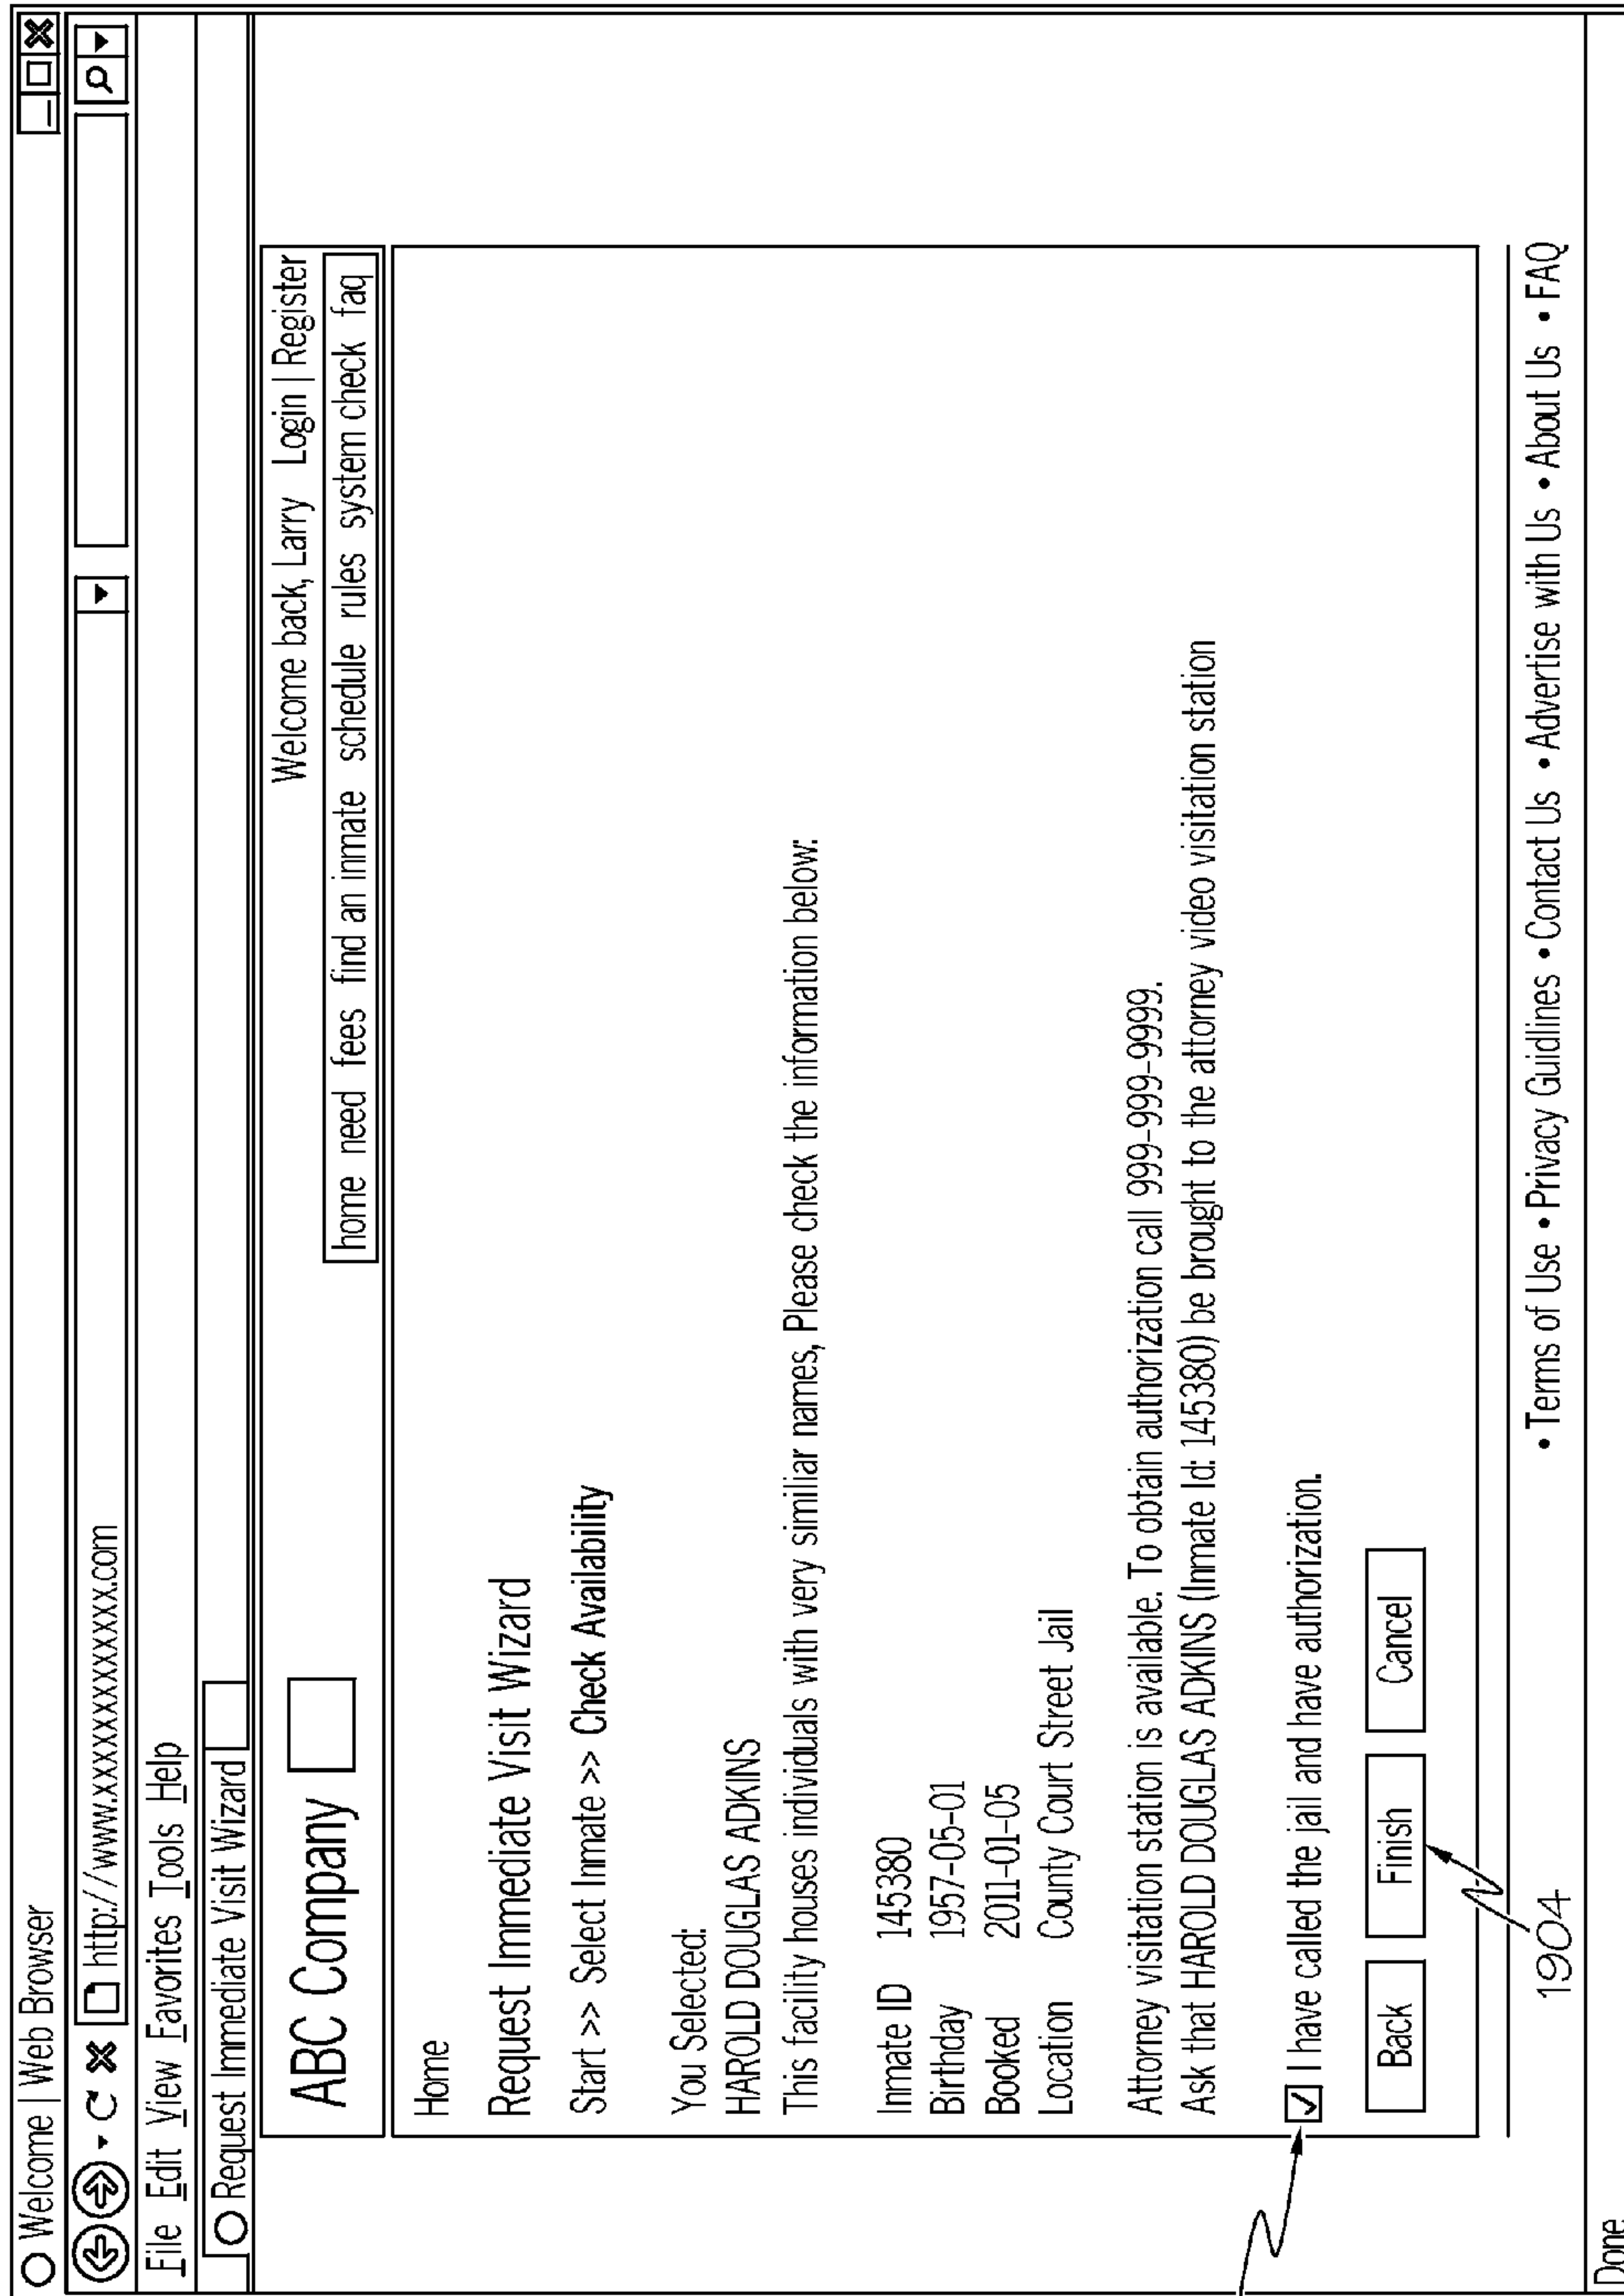 Welcome | Web Browser
http://www.xxxxxxxxxxxxx.com
File Edit View Favorites Tools Help
Request Immediate Visit Wizard
ABC Company
Welcome back, Larry Login | Register
home need fees find an inmate schedule rules system check faq
Home
Request Immediate Visit Wizard
Start >> Select Inmate >> Check Availability
You Selected:
HAROLD DOUGLAS ADKINS
This facility houses individuals with very similiar names, Please check the information below:
Inmate ID 145380
Birthday 1957-05-01
Booked 2011-01-05
Location County Court Street Jail
Attorney visitation station is available. To obtain authorization call 999-999-9999.
Ask that HAROLD DOUGLAS ADKINS (Inmate Id: 145380) be brought to the attorney video visitation station
I have called the jail and have authorization.
Back Finish Cancel
1904
• Terms of Use • Privacy Guidlines • Contact Us • Advertise with Us • About Us • FAQ
Done